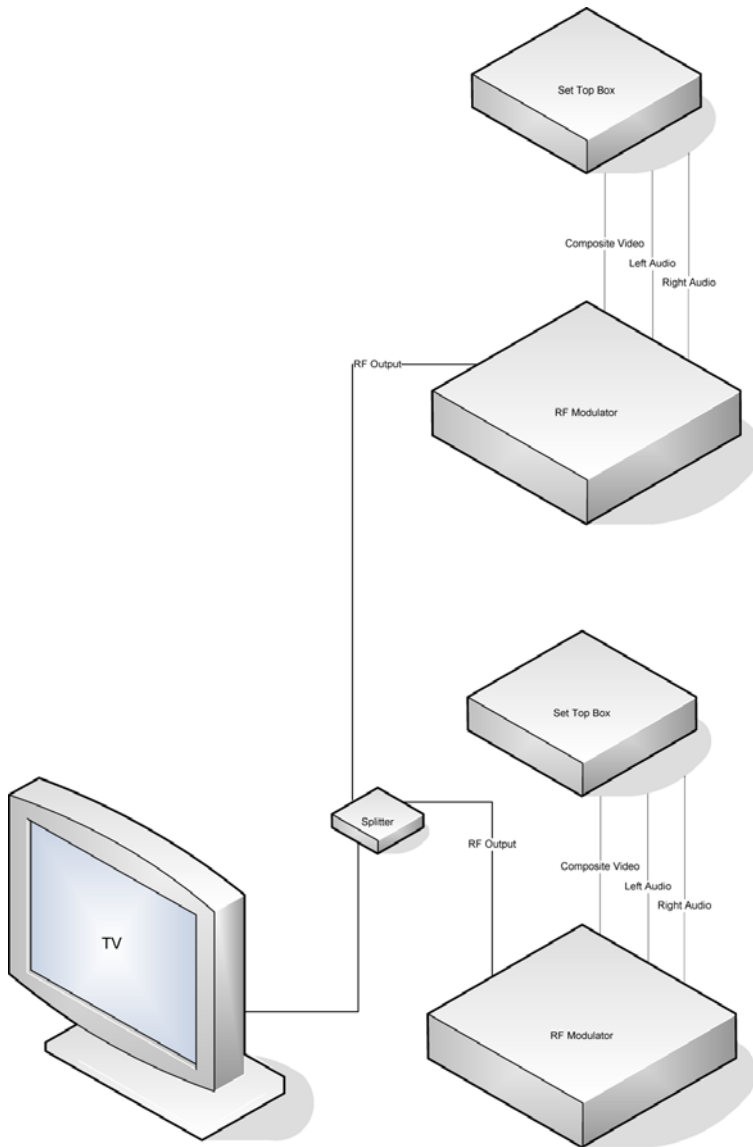 Set Top Box
Composite Video
Left Audio
Right Audio
RF Output
RF Modulator
Set Top Box
Splitter
RF Output
Composite Video
Left Audio
Right Audio
TV
RF Modulator